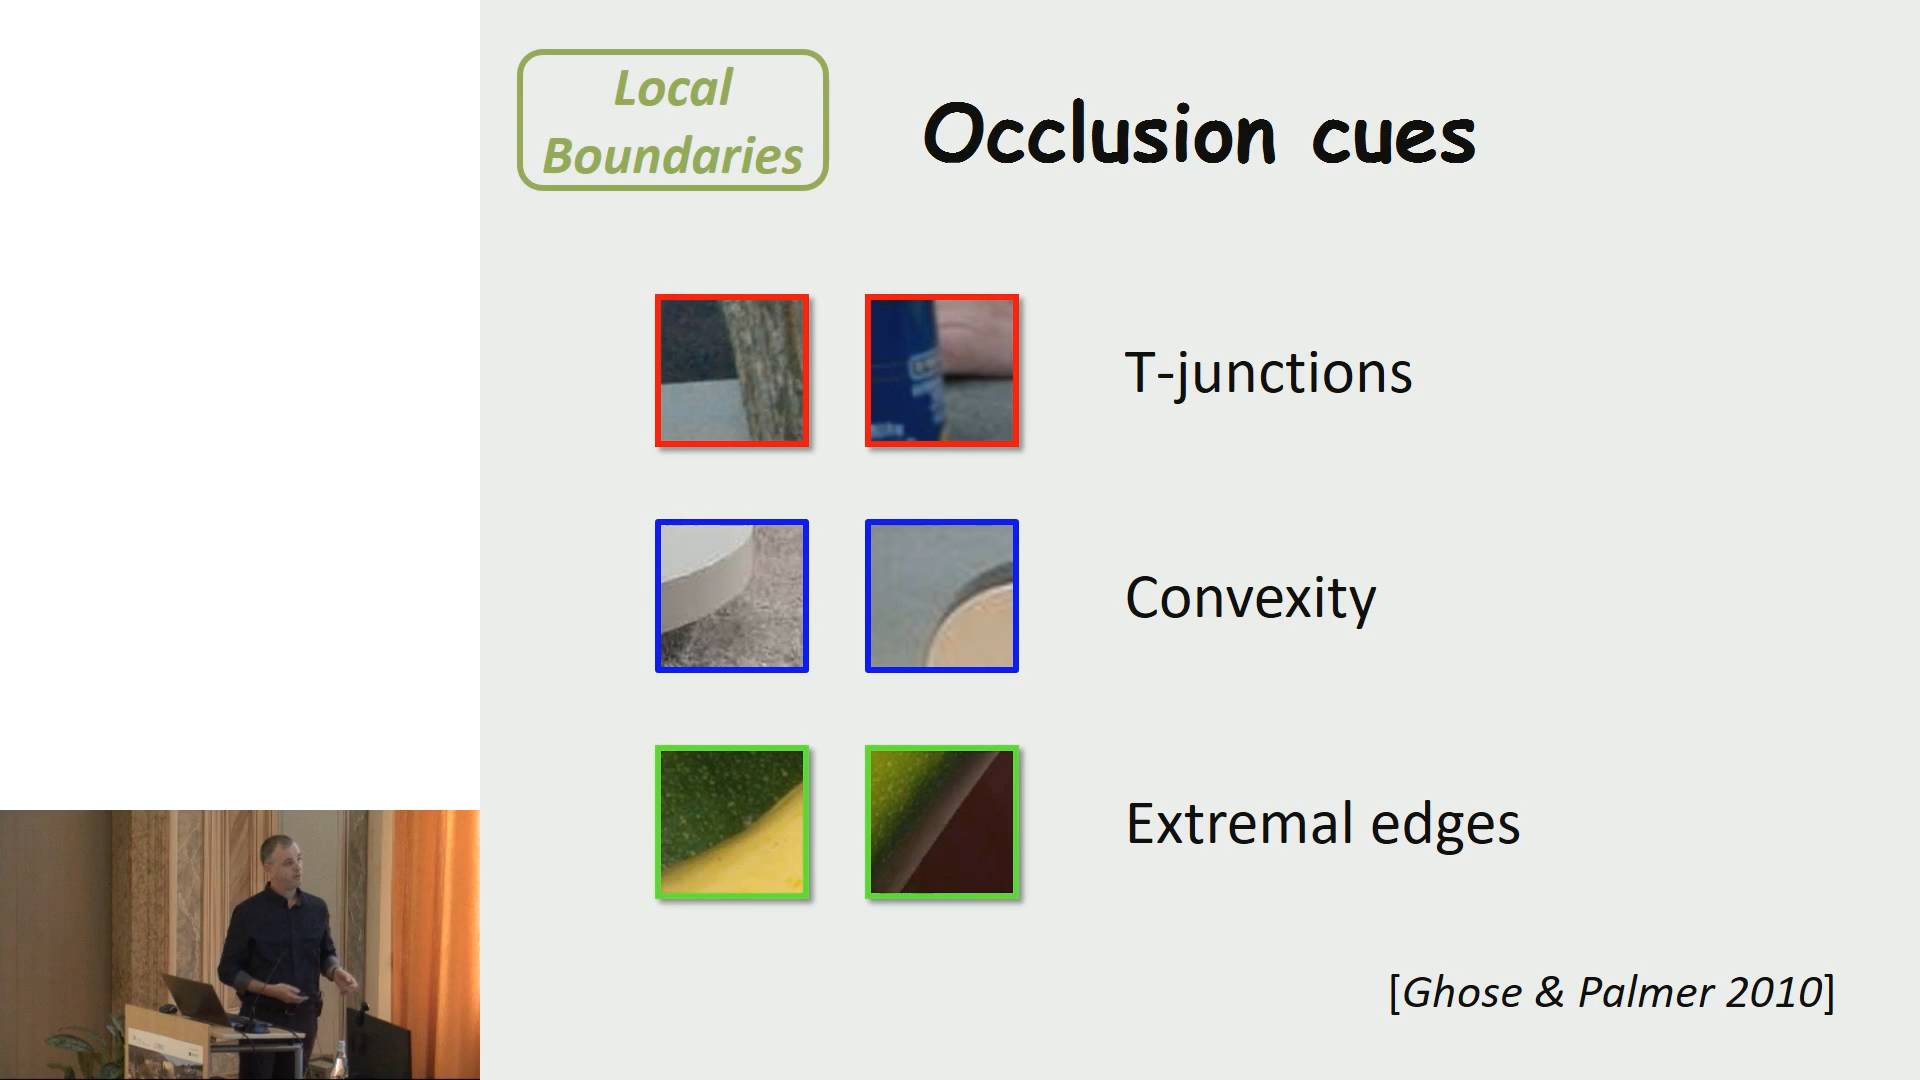 Local
Boundaries
Occlusion cues
T-junctions
Convexity
Extremal edges
[Ghose & Palmer 2010]